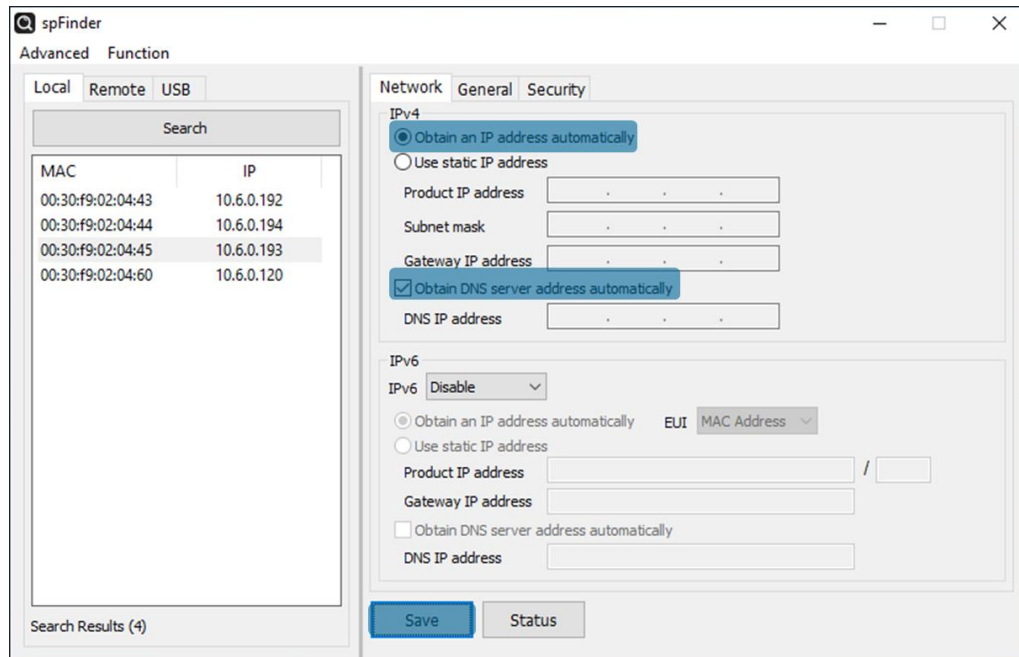 spFinder
Advanced Function
Local Remote USB
Search
MAC IP
00:30:f9:02:04:43 10.6.0.192
00:30:f9:02:04:44 10.6.0.194
00:30:f9:02:04:45 10.6.0.193
00:30:f9:02:04:60 10.6.0.120
Search Results (4)
Network General Security
IPv4
Obtain an IP address automatically
Use static IP address
Product IP address . . .
Subnet mask . . .
Gateway IP address . . .
Obtain DNS server address automatically
DNS IP address . . .
IPv6
IPv6 Disable
Obtain an IP address automatically EUI MAC Address
Use static IP address
Product IP address /
Gateway IP address
Obtain DNS server address automatically
DNS IP address
Save Status